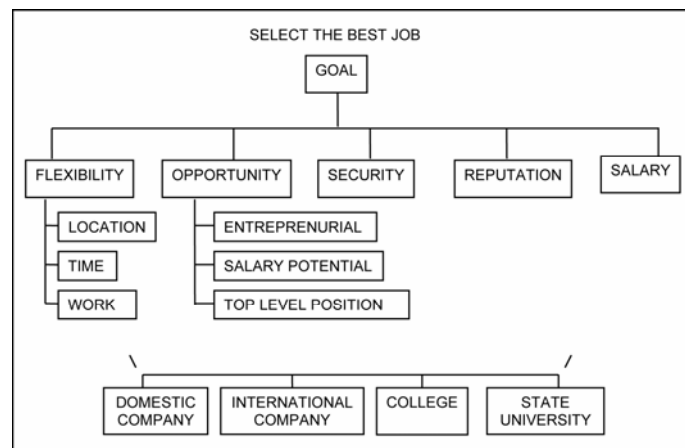 SELECT THE BEST JOB
GOAL
FLEXIBILITY
OPPORTUNITY
SECURITY
REPUTATION
SALARY
LOCATION
TIME
WORK
ENTREPRENURIAL
SALARY POTENTIAL
TOP LEVEL POSITION
DOMESTIC
COMPANY
INTERNATIONAL
COMPANY
COLLEGE
STATE
UNIVERSITY